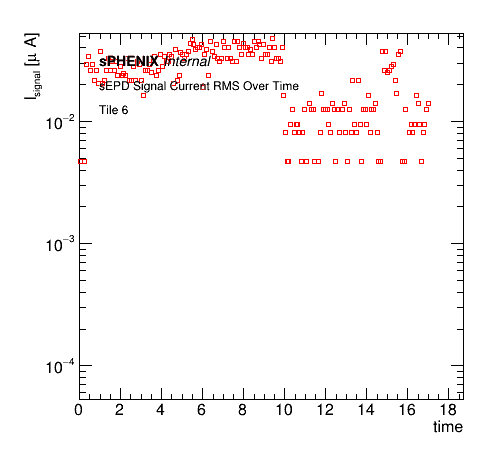 I_signal [μ A]
sPHENIX Internal
sEPD Signal Current RMS Over Time
Tile 6
10^−2
10^−3
10^−4
0 2 4 6 8 10 12 14 16 18
time